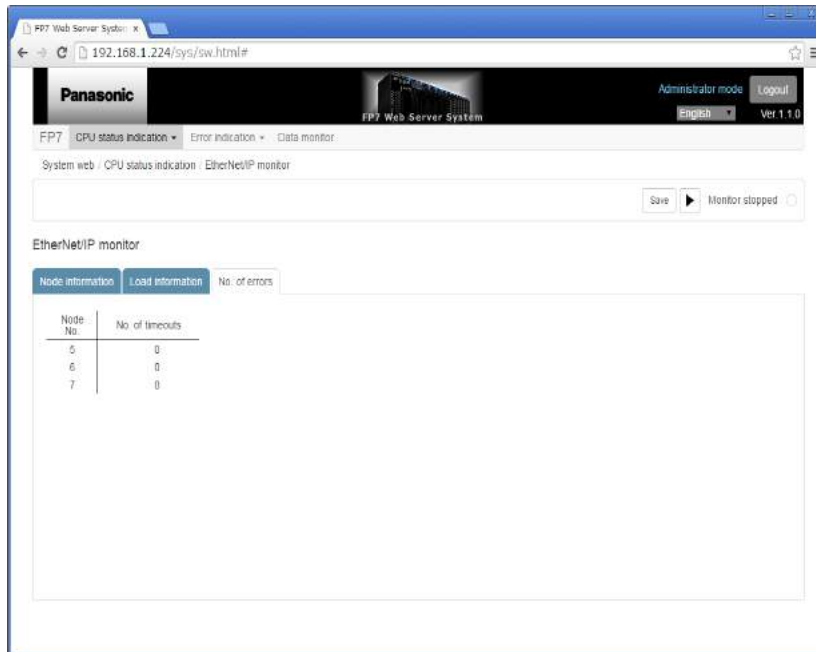 FP7 Web Server System
192.168.1.224/sys/sw.html#
Panasonic
FP7 Web Server System
Administrator mode
Logout
English
Ver.1.1.0
FP7 CPU status indication Error indication Data monitor
System web / CPU status indication / EtherNet/IP monitor
Save
Monitor stopped
EtherNet/IP monitor
Node information Load information No. of errors
Node No. No. of timeouts
5 0
6 0
7 0